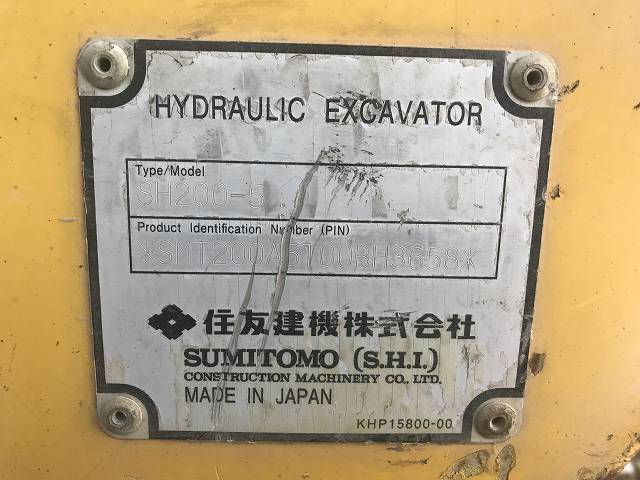 HYDRAULIC EXCAVATOR
Type/Model
SH200-5
Product Identification Number (PIN)
*SMT200A5T00BH3658*
住友建機株式会社
SUMITOMO (S.H.I.)
CONSTRUCTION MACHINERY CO., LTD.
MADE IN JAPAN
KHP15800-00